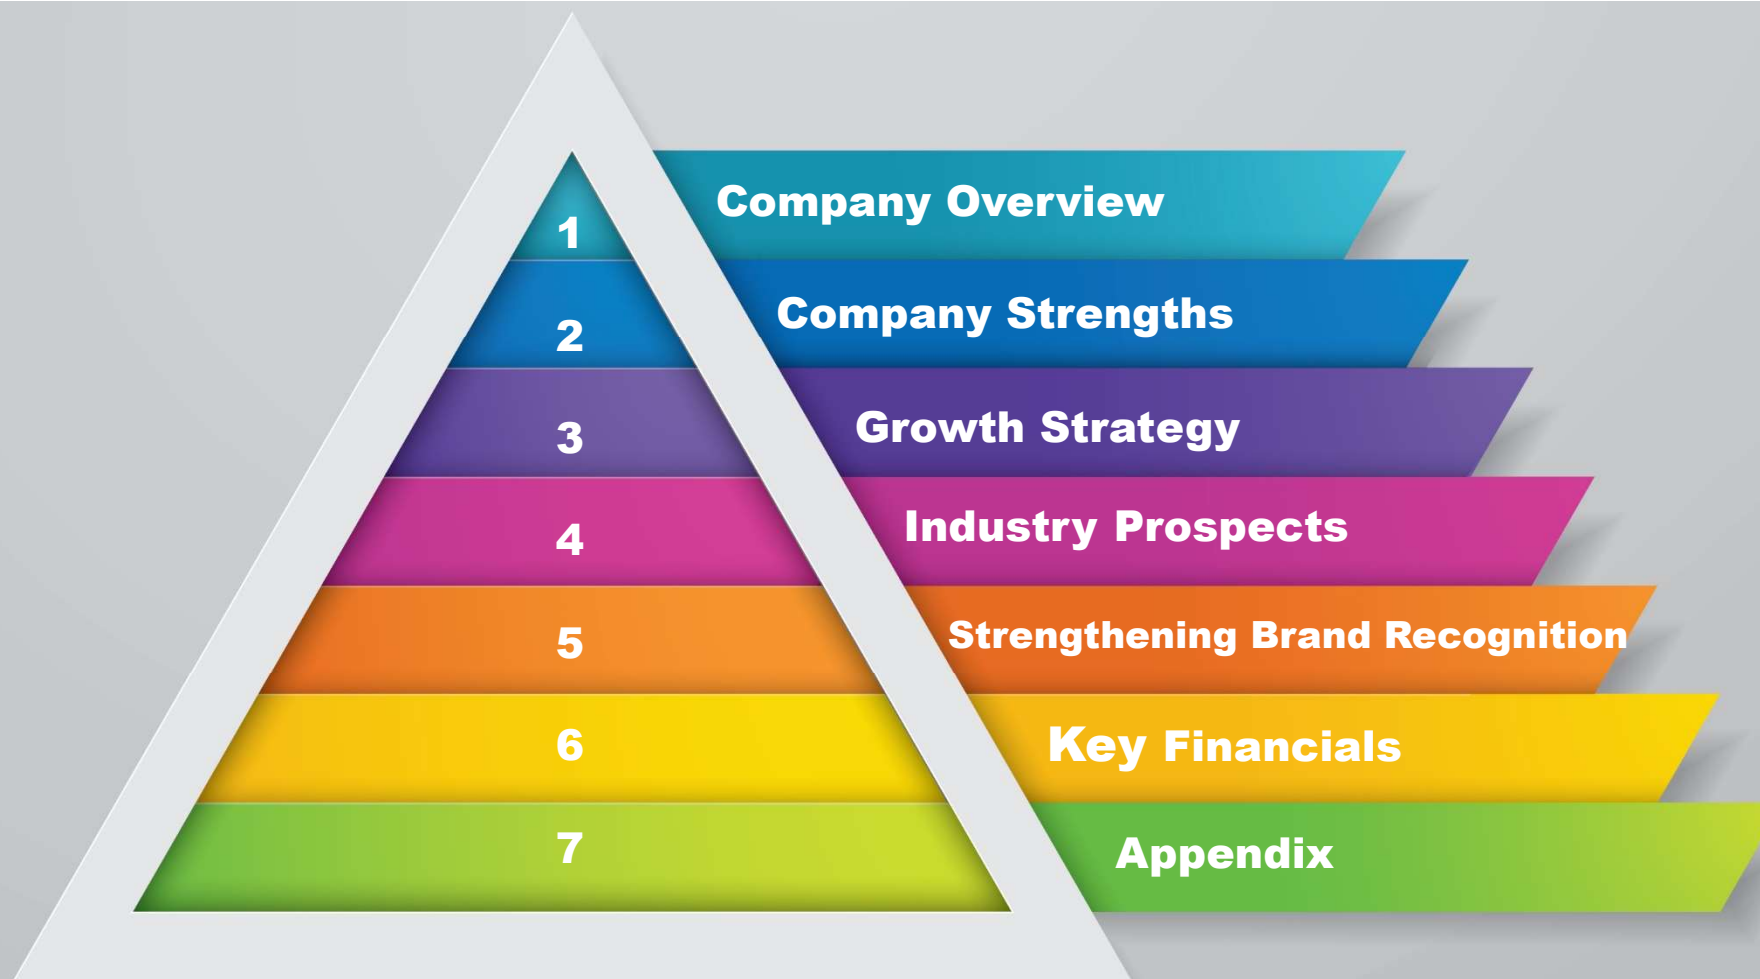 1 Company Overview
2 Company Strengths
3 Growth Strategy
4 Industry Prospects
5 Strengthening Brand Recognition
6 Key Financials
7 Appendix